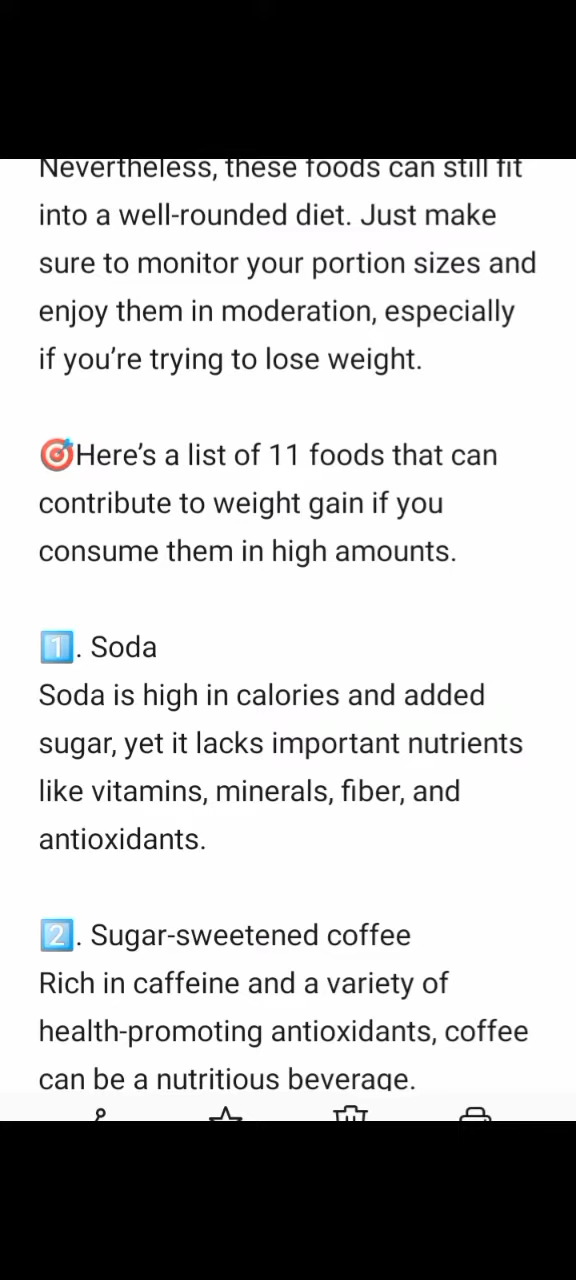 Nevertheless, these foods can still fit
into a well-rounded diet. Just make
sure to monitor your portion sizes and
enjoy them in moderation, especially
if you’re trying to lose weight.
🎯Here’s a list of 11 foods that can
contribute to weight gain if you
consume them in high amounts.
1️⃣. Soda
Soda is high in calories and added
sugar, yet it lacks important nutrients
like vitamins, minerals, fiber, and
antioxidants.
2️⃣. Sugar-sweetened coffee
Rich in caffeine and a variety of
health-promoting antioxidants, coffee
can be a nutritious beverage.